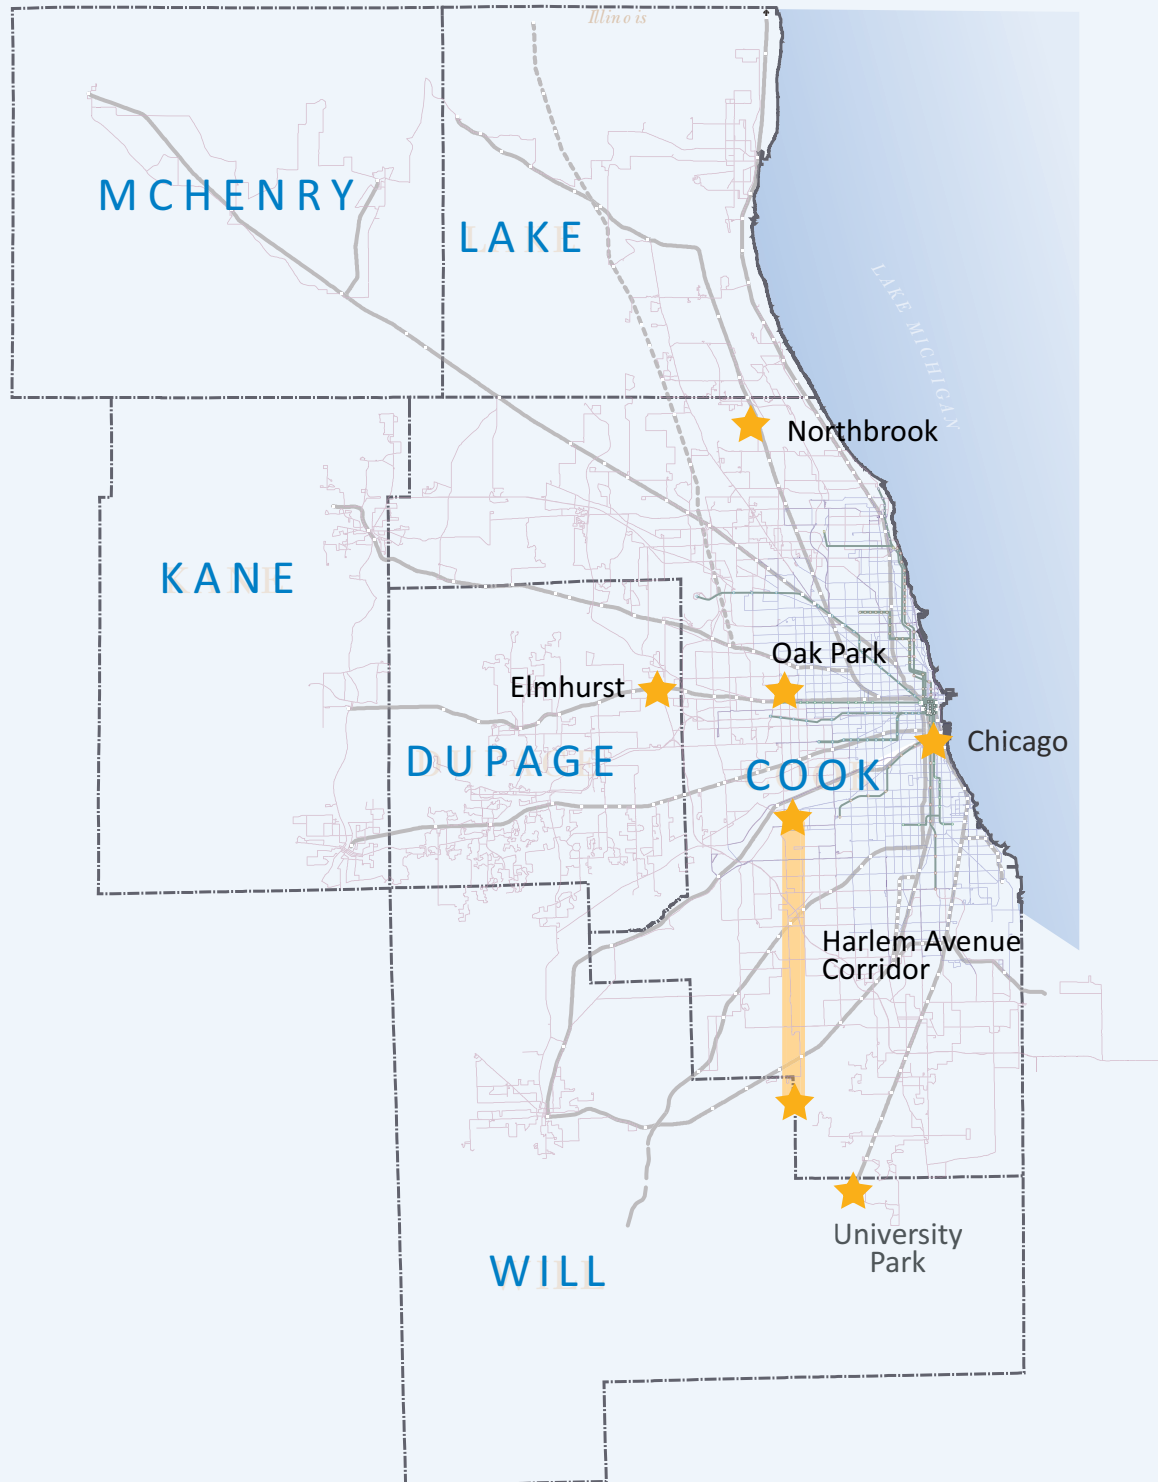 Illinois
MCHENRY
LAKE
LAKE MICHIGAN
Northbrook
KANE
Oak Park
Elmhurst
Chicago
DUPAGE
COOK
Harlem Avenue
Corridor
University
Park
WILL